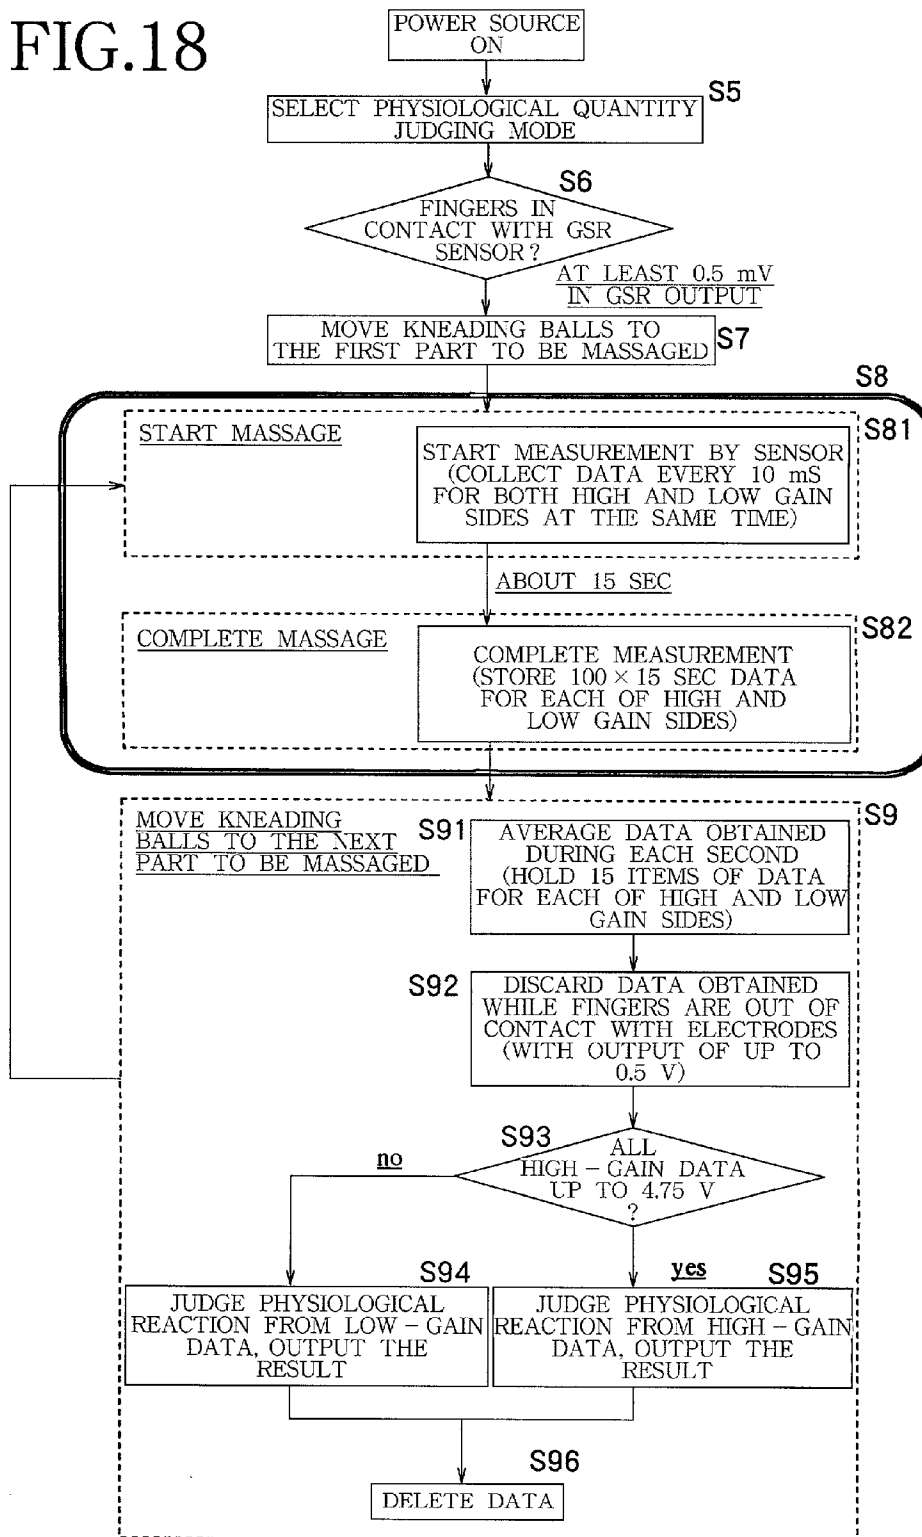 FIG.18
POWER SOURCE
ON
S5
SELECT PHYSIOLOGICAL QUANTITY
JUDGING MODE
S6
FINGERS IN
CONTACT WITH GSR
SENSOR?
AT LEAST 0.5 mV
IN GSR OUTPUT
MOVE KNEADING BALLS TO
THE FIRST PART TO BE MASSAGED
S7
S8
START MASSAGE
S81
START MEASUREMENT BY SENSOR
(COLLECT DATA EVERY 10 mS
FOR BOTH HIGH AND LOW GAIN
SIDES AT THE SAME TIME)
ABOUT 15 SEC
COMPLETE MASSAGE
S82
COMPLETE MEASUREMENT
(STORE 100×15 SEC DATA
FOR EACH OF HIGH AND
LOW GAIN SIDES)
MOVE KNEADING
BALLS TO THE NEXT
PART TO BE MASSAGED
S9
S91
AVERAGE DATA OBTAINED
DURING EACH SECOND
(HOLD 15 ITEMS OF DATA
FOR EACH OF HIGH AND LOW
GAIN SIDES)
S92
DISCARD DATA OBTAINED
WHILE FINGERS ARE OUT OF
CONTACT WITH ELECTRODES
(WITH OUTPUT OF UP TO
0.5 V)
S93
ALL
HIGH-GAIN DATA
UP TO 4.75 V
?
no
yes
S94
JUDGE PHYSIOLOGICAL
REACTION FROM LOW-GAIN
DATA, OUTPUT THE
RESULT
S95
JUDGE PHYSIOLOGICAL
REACTION FROM HIGH-GAIN
DATA, OUTPUT THE
RESULT
S96
DELETE DATA